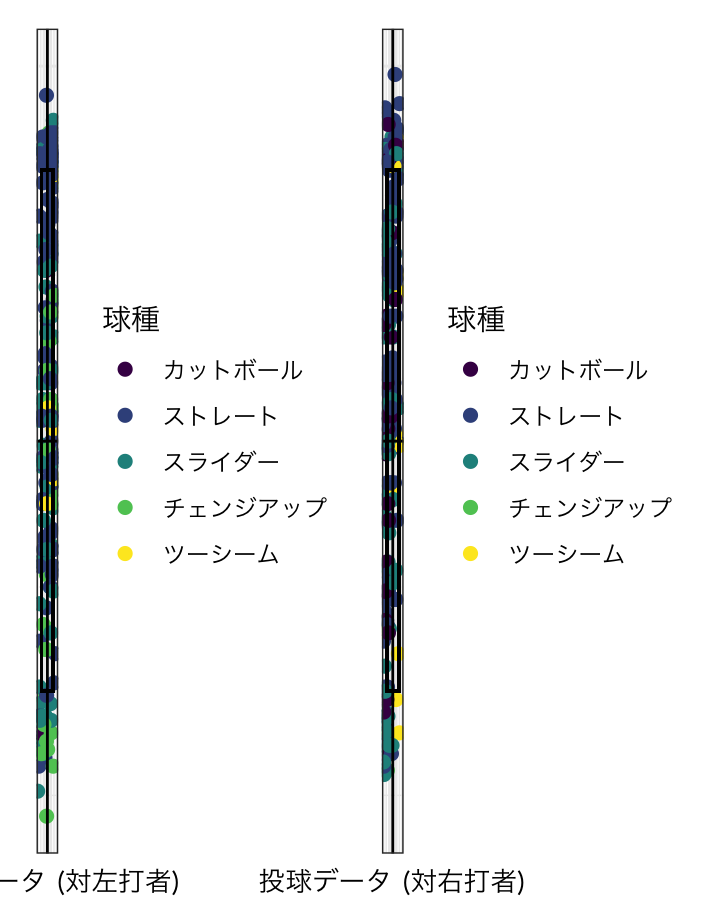 球種
カットボール
ストレート
スライダー
チェンジアップ
ツーシーム
球種
カットボール
ストレート
スライダー
チェンジアップ
ツーシーム
ータ (対左打者)
投球データ (対右打者)